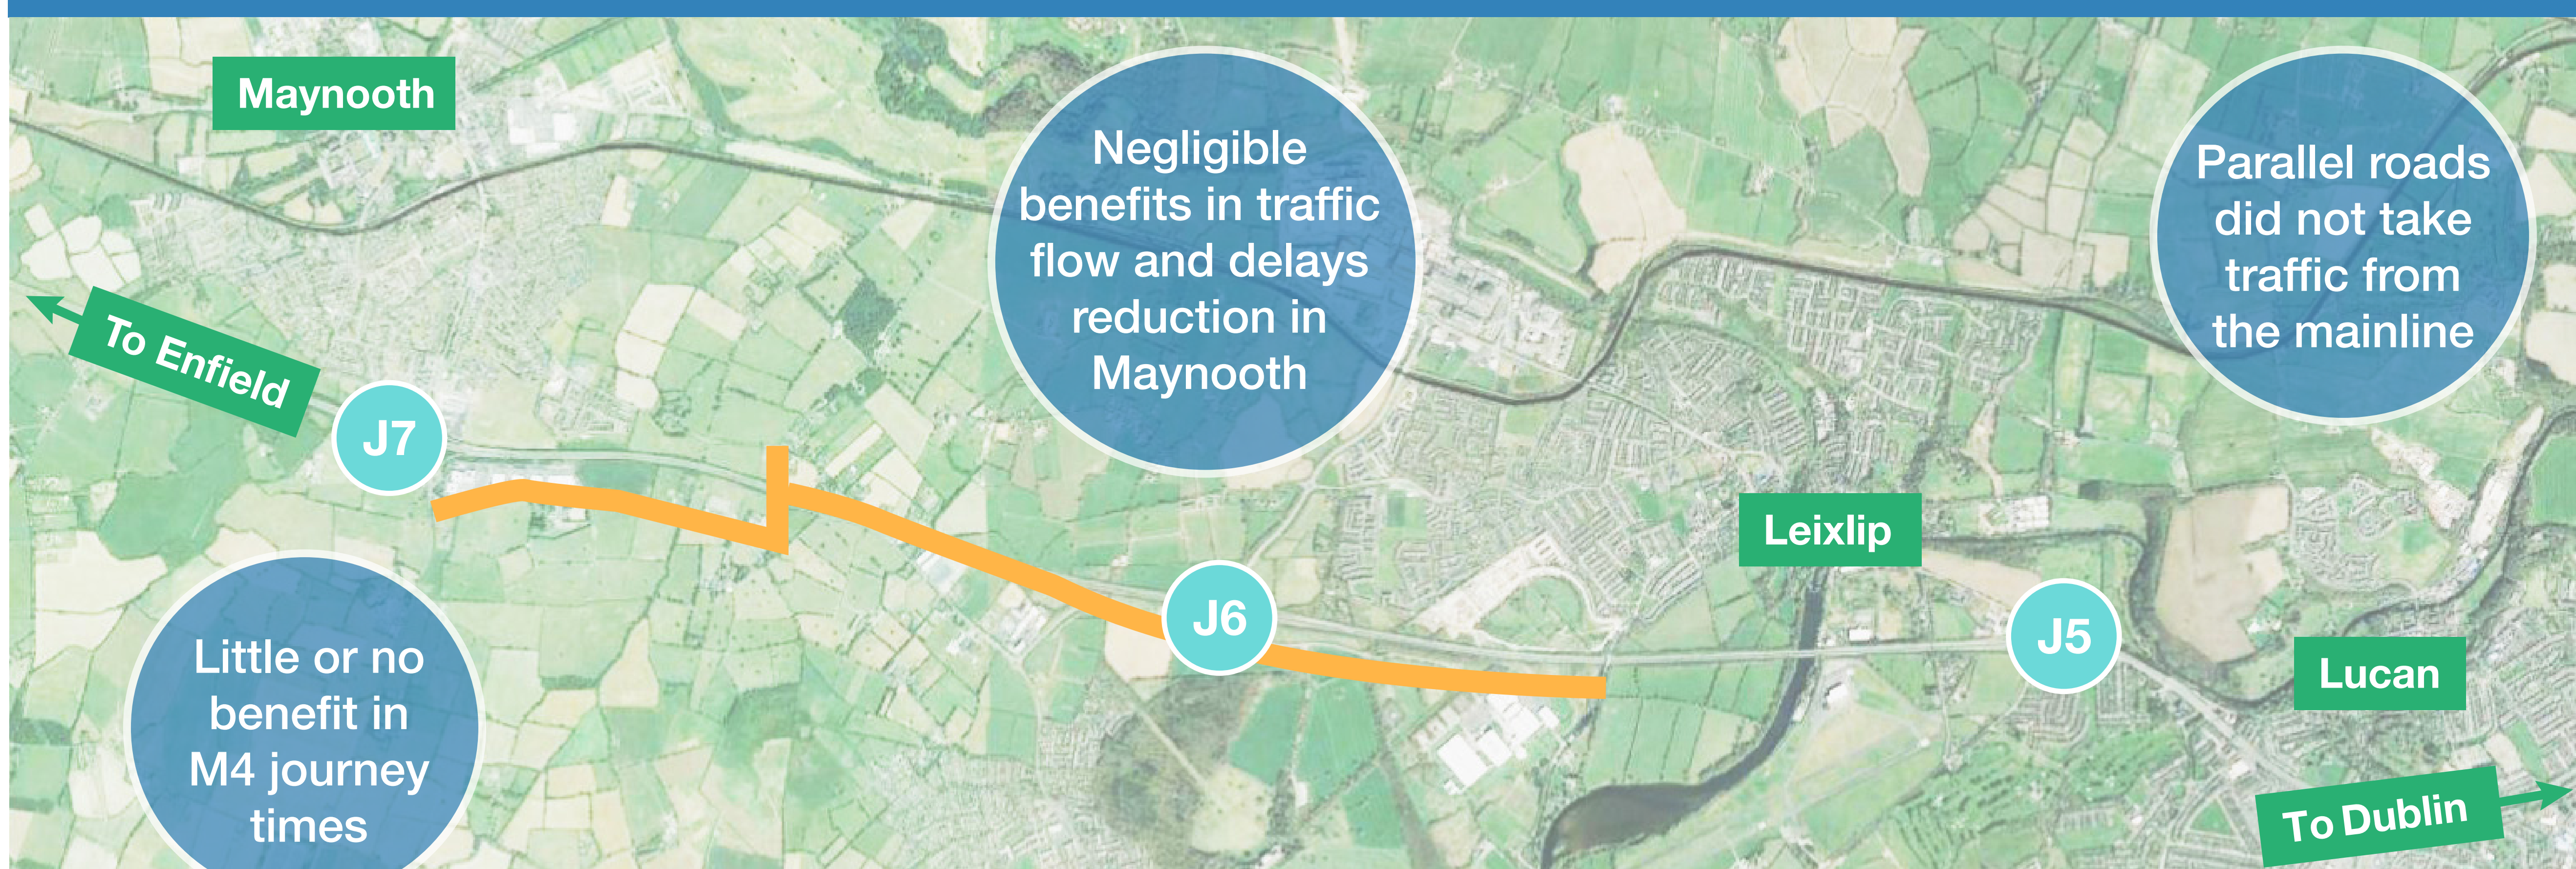 Maynooth
Negligible
benefits in traffic
flow and delays
reduction in
Maynooth
Parallel roads
did not take
traffic from
the mainline
To Enfield
J7
Leixlip
J6
J5
Little or no
benefit in
M4 journey
times
Lucan
To Dublin